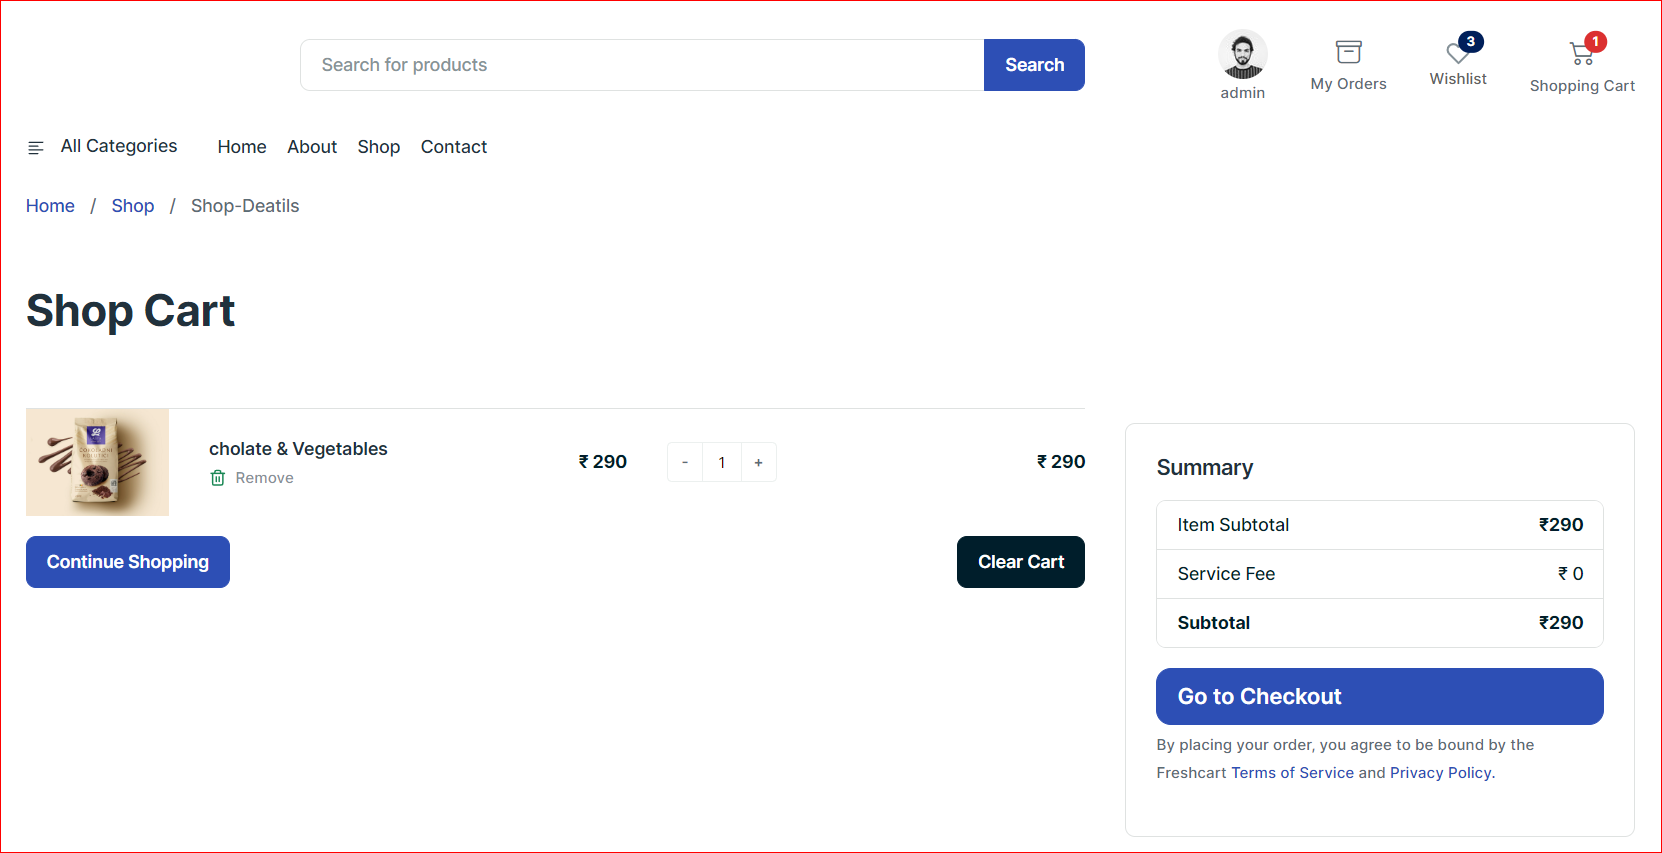 Search for products
Search
admin
My Orders
3
Wishlist
1
Shopping Cart
All Categories Home About Shop Contact
Home / Shop / Shop-Deatils
Shop Cart
cholate & Vegetables
Remove
₹ 290
- 1 +
₹ 290
Continue Shopping
Clear Cart
Summary
Item Subtotal ₹290
Service Fee ₹ 0
Subtotal ₹290
Go to Checkout
By placing your order, you agree to be bound by the
Freshcart Terms of Service and Privacy Policy.